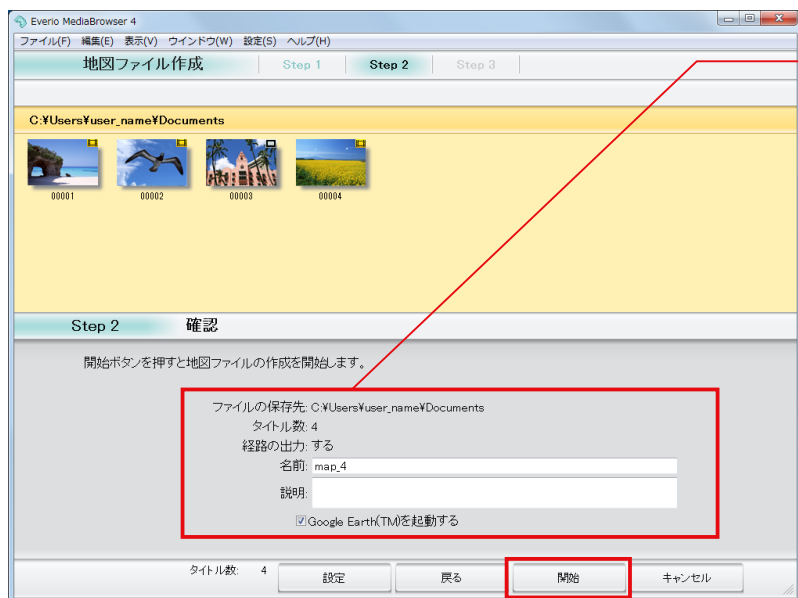 Everio MediaBrowser 4
ファイル(F) 編集(E) 表示(V) ウインドウ(W) 設定(S) ヘルプ(H)
地図ファイル作成 Step 1 Step 2 Step 3
C:¥Users¥user_name¥Documents
00001 00002 00003 00004
Step 2 確認
開始ボタンを押すと地図ファイルの作成を開始します。
ファイルの保存先: C:¥Users¥user_name¥Documents
タイトル数: 4
経路の出力: する
名前: map_4
説明:
Google Earth(TM)を起動する
タイトル数: 4 設定 戻る 開始 キャンセル